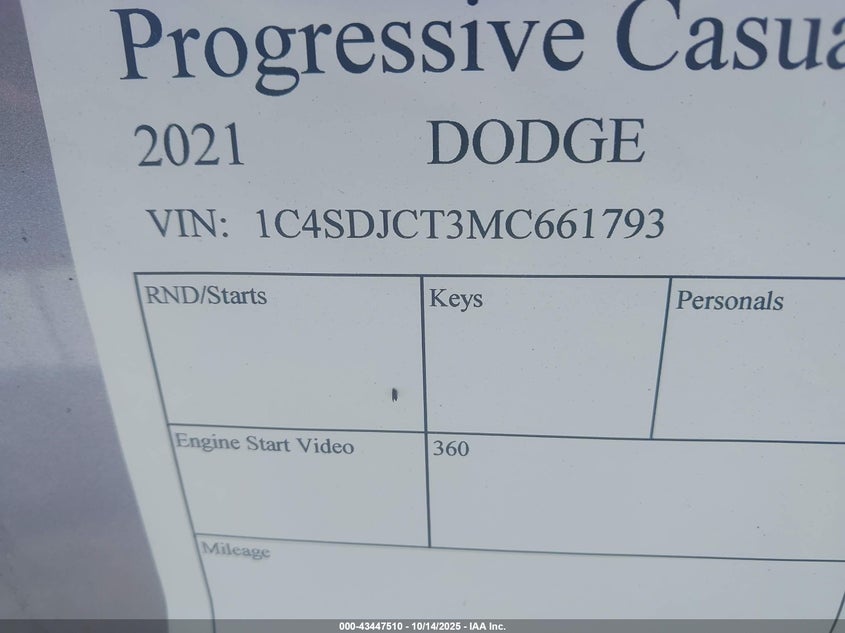 Progressive Casua
2021 DODGE
VIN: 1C4SDJCT3MC661793
RND/Starts Keys Personals
Engine Start Video 360
Mileage
000-43447510 - 10/14/2025 - IAA Inc.